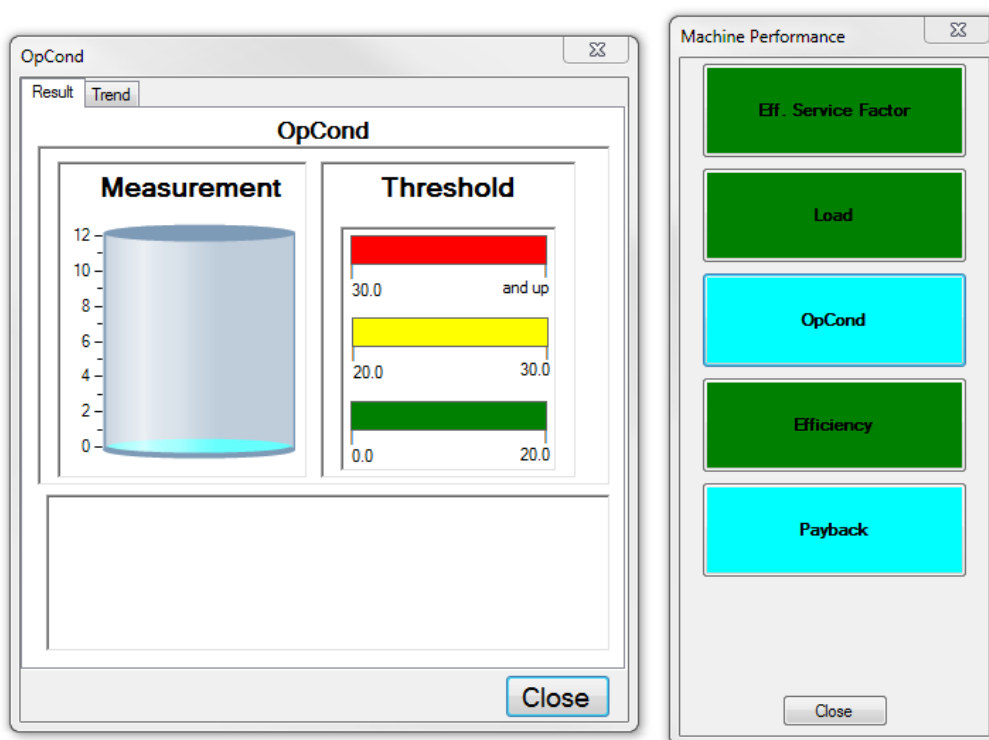 OpCond
Result Trend
OpCond
Measurement
12
10
8
6
4
2
0
Threshold
30.0 and up
20.0 30.0
0.0 20.0
Close
Machine Performance
Eff. Service Factor
Load
OpCond
Efficiency
Payback
Close